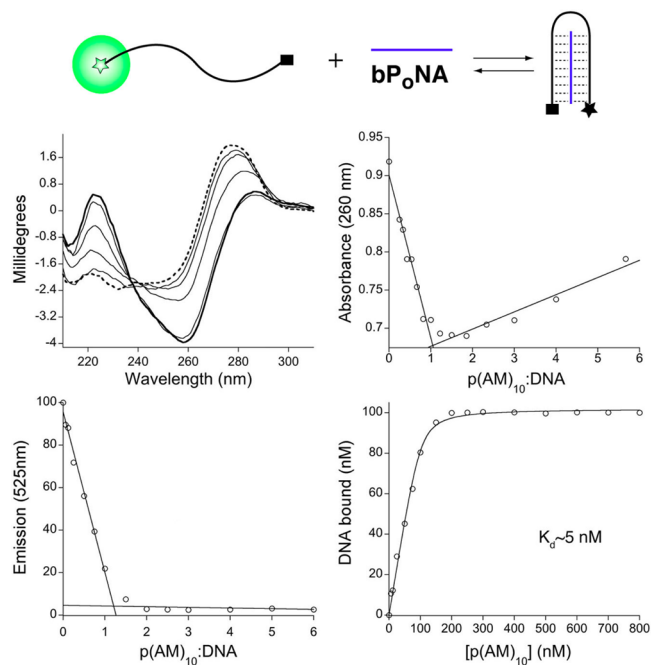 + bPoNA
1.6
0.8
0
-0.8
-1.6
-2.4
-3.2
-4
Millidegrees
220 240 260 280 300
Wavelength (nm)
0.95
0.9
0.85
0.8
0.75
0.7
Absorbance (260 nm)
0 1 2 3 4 5 6
p(AM)10:DNA
100
80
60
40
20
0
Emission (525nm)
0 1 2 3 4 5 6
p(AM)10:DNA
100
80
60
40
20
0
DNA bound (nM)
Kd~5 nM
0 100 200 300 400 500 600 700 800
[p(AM)10] (nM)